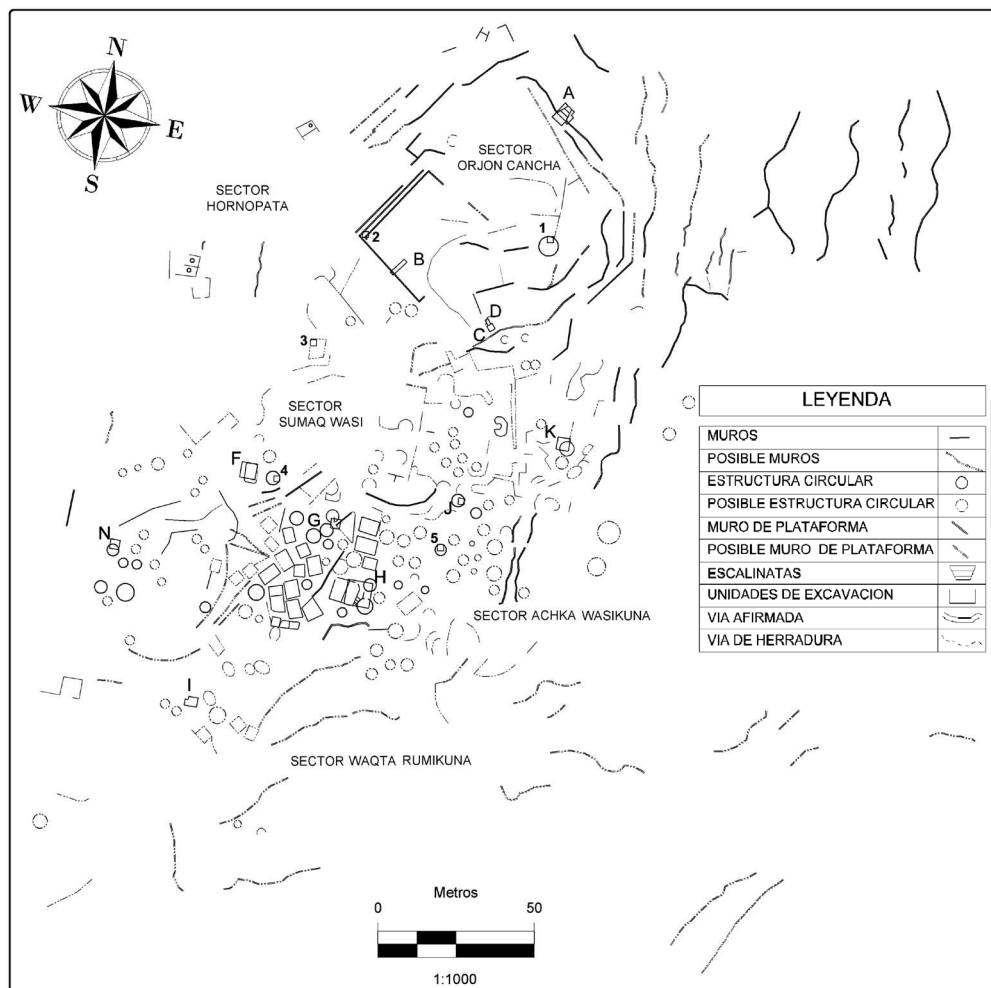 N
W
E
S
A
SECTOR
ORJON CANCHA
SECTOR
HORNOPATA
1
2
B
D
C
3
SECTOR
SUMAQ WASI
K
F
4
J
G
N
5
H
SECTOR ACHKA WASIKUNA
I
SECTOR WAQTA RUMIKUNA
LEYENDA
MUROS
POSIBLE MUROS
ESTRUCTURA CIRCULAR
POSIBLE ESTRUCTURA CIRCULAR
MURO DE PLATAFORMA
POSIBLE MURO DE PLATAFORMA
ESCALINATAS
UNIDADES DE EXCAVACION
VIA AFIRMADA
VIA DE HERRADURA
Metros
0 50
1:1000